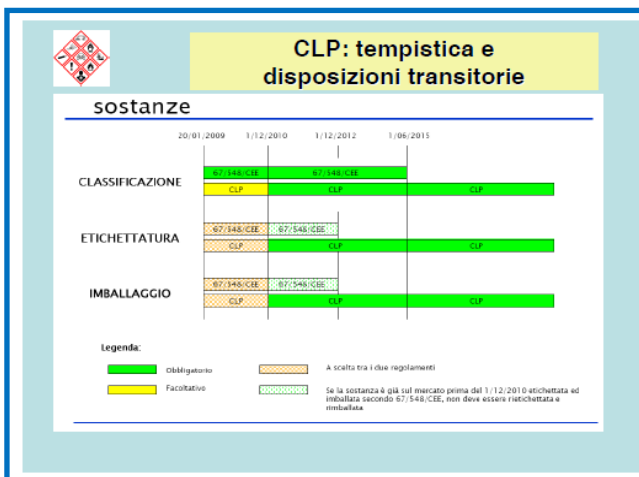 CLP: tempistica e
disposizioni transitorie
sostanze
20/01/2009 1/12/2010 1/12/2012 1/06/2015
67/548/CEE 67/548/CEE
CLASSIFICAZIONE
CLP CLP CLP
67/548/CEE 67/548/CEE
ETICHETTATURA
CLP CLP CLP
67/548/CEE 67/548/CEE
IMBALLAGGIO
CLP CLP CLP
Legenda:
Obbligatorio
A scelta tra i due regolamenti
Facoltativo
Se la sostanza è già sul mercato prima del 1/12/2010 etichettata ed
imballata secondo 67/548/CEE, non deve essere rietichettata e
rimballata